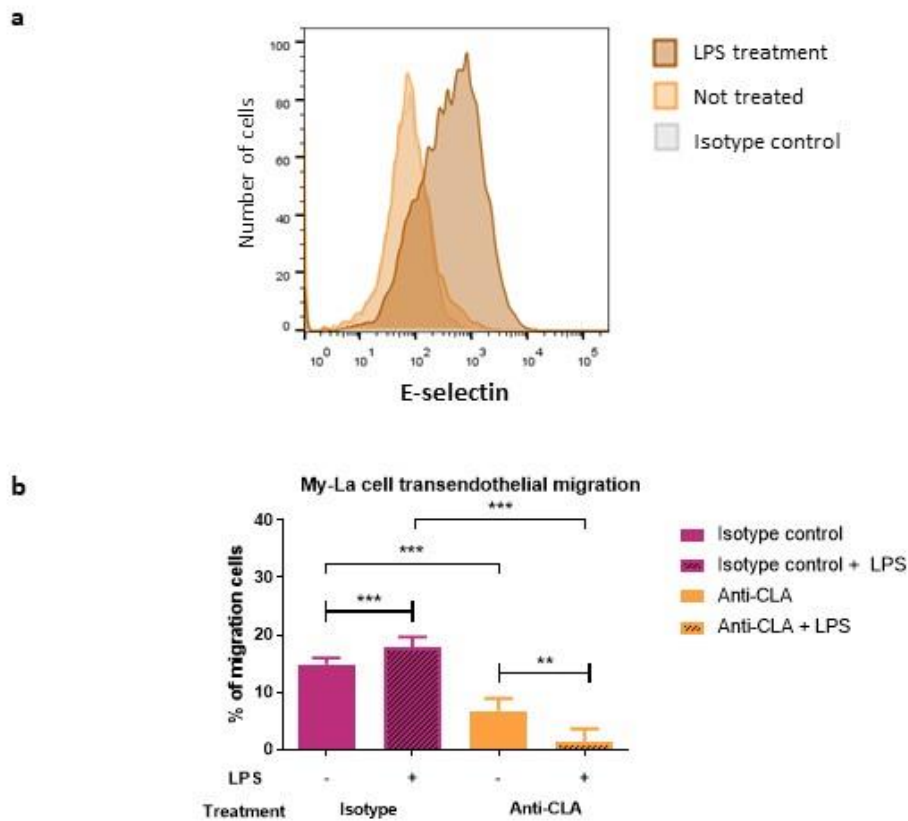 a
100
80
60
40
20
0
Number of cells
10^0 10^1 10^2 10^3 10^4 10^5
E-selectin
LPS treatment
Not treated
Isotype control
b
My-La cell transendothelial migration
40
30
20
10
0
% of migration cells
***
***
***
**
LPS - + - +
Treatment Isotype Anti-CLA
Isotype control
Isotype control + LPS
Anti-CLA
Anti-CLA + LPS